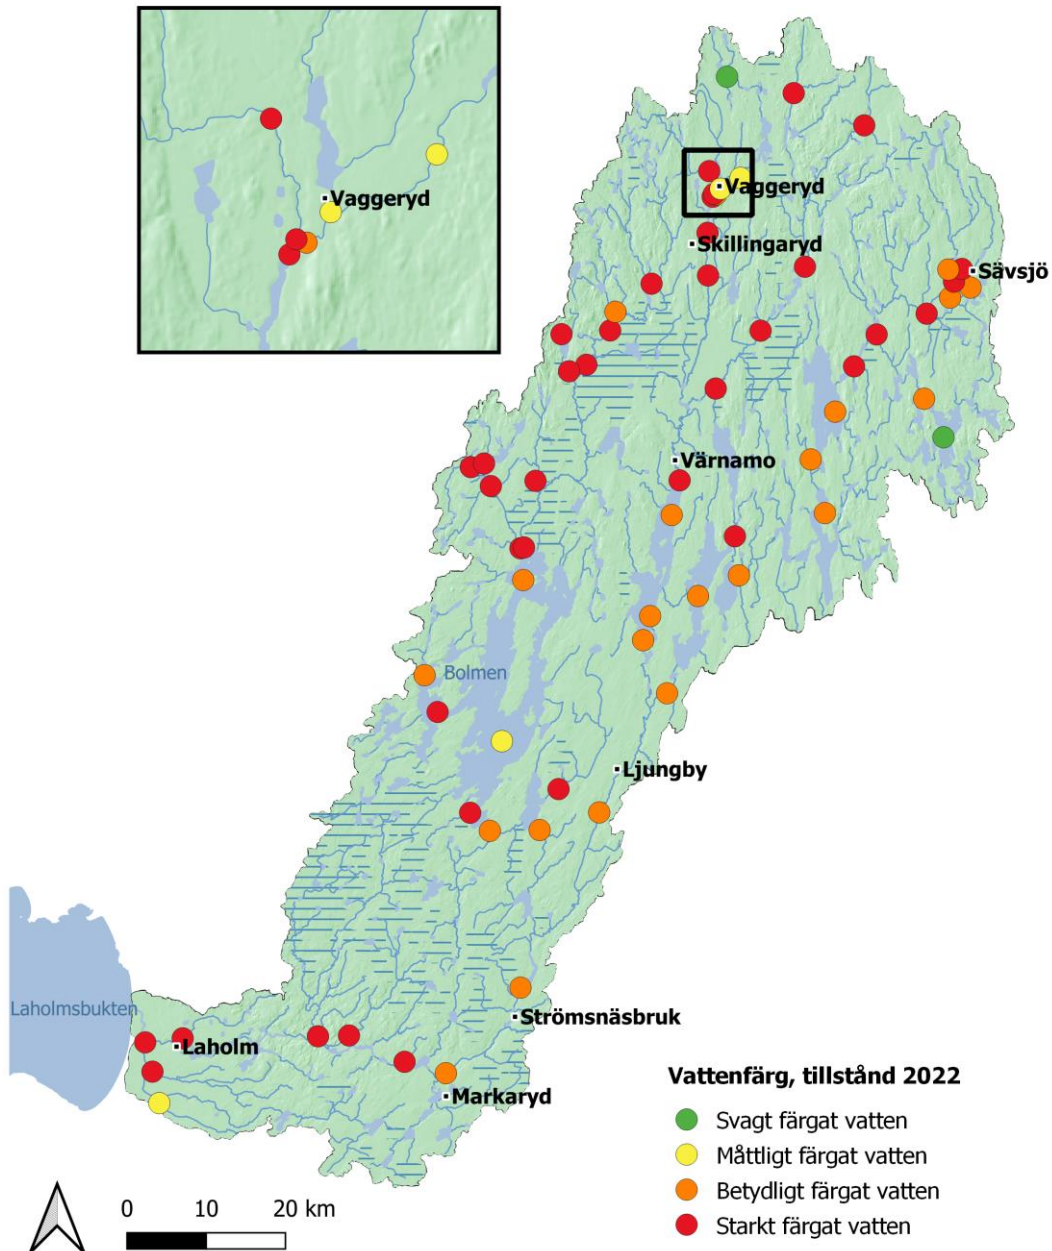 Vaggeryd
Vaggeryd
Skillingaryd
Sävsjö
Värnamo
Bolmen
Ljungby
Laholmsbukten
Strömsnäsbruk
Laholm
Markaryd
Vattenfärg, tillstånd 2022
Svagt färgat vatten
Måttligt färgat vatten
Betydligt färgat vatten
Starkt färgat vatten
0 10 20 km